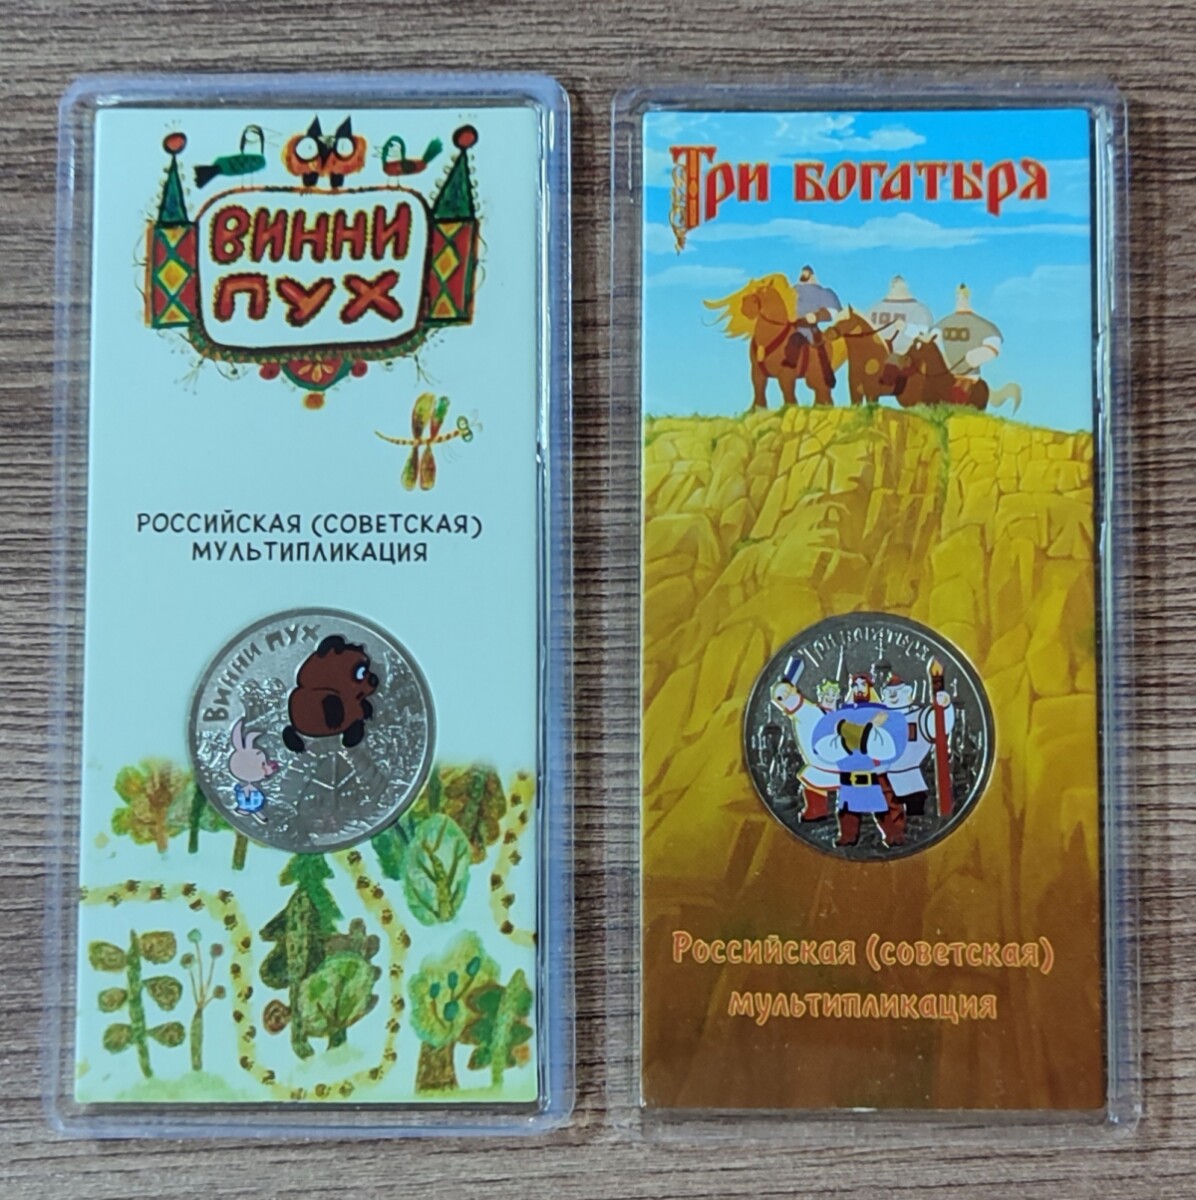 ВИННИ
ПУХ
РОССИЙСКАЯ (СОВЕТСКАЯ)
МУЛЬТИПЛИКАЦИЯ
ВИННИ ПУХ
ТРИ БОГАТЫРЯ
Три богатыря
Российская (советская)
мультипликация